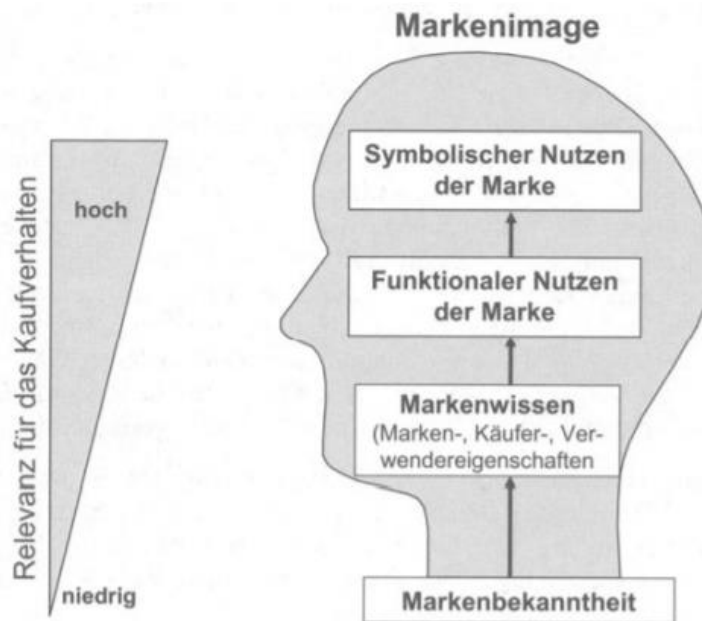 Markenimage
Relevanz für das Kaufverhalten
hoch
niedrig
Symbolischer Nutzen
der Marke
Funktionaler Nutzen
der Marke
Markenwissen
(Marken-, Käufer-, Ver-
wendereigenschaften
Markenbekanntheit